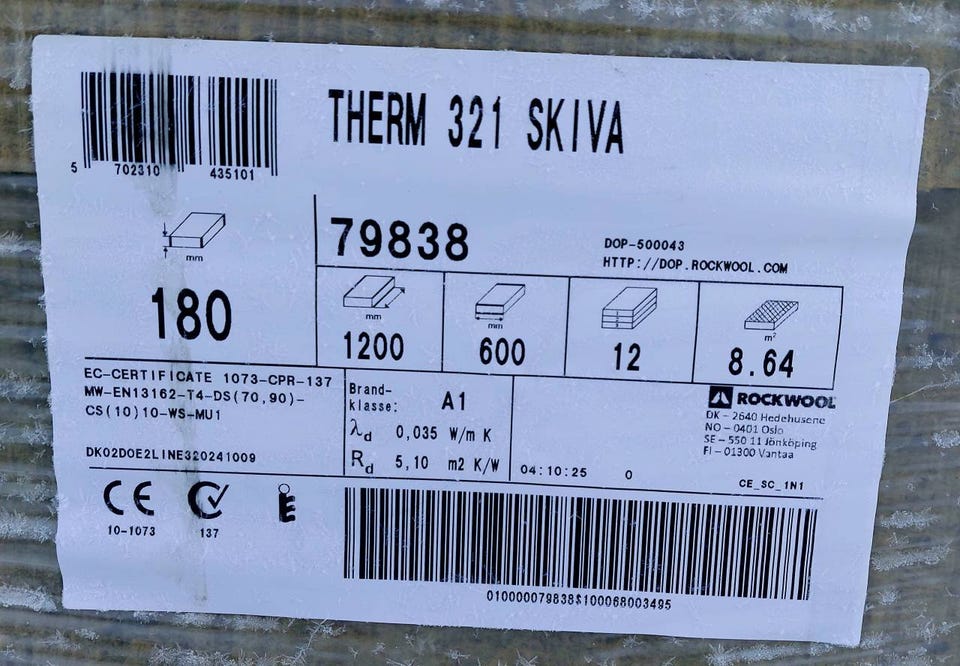 THERM 321 SKIVA
5 702310 435101
79838
DOP-500043
HTTP://DOP.ROCKWOOL.COM
mm
180
mm
1200
mm
600
12
m²
8.64
EC-CERTIFICATE 1073-CPR-137
MW-EN13162-T4-DS(70,90)-
CS(10)10-WS-MU1
DK02DOE2LINE320241009
Brand-
klasse: A1
λd 0,035 W/m K
Rd 5,10 m2 K/W
04:10:25 0
ROCKWOOL
DK – 2640 Hedehusene
NO – 0401 Oslo
SE – 550 11 Jönköping
FI – 01300 Vantaa
CE_SC_1N1
CE
10-1073
137
010000079838$100068003495